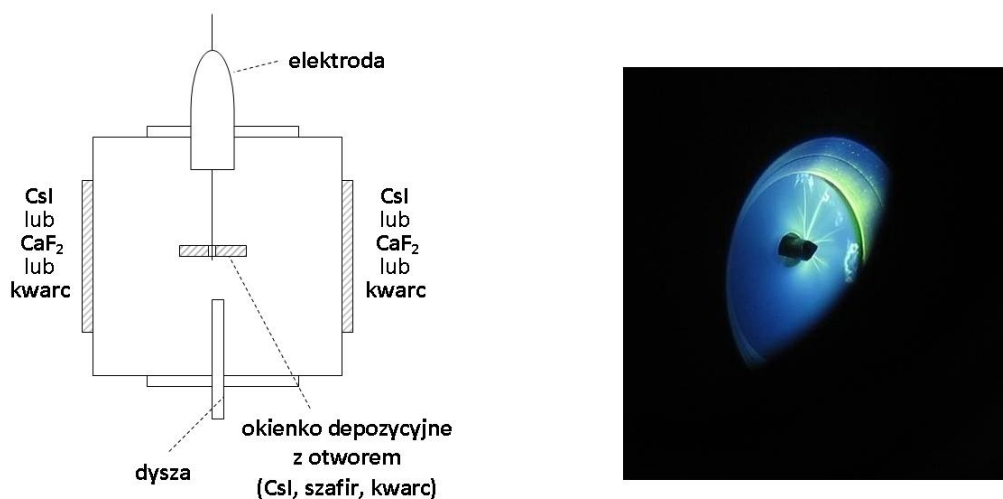 elektroda
CsI
lub
CaF₂
lub
kwarc
CsI
lub
CaF₂
lub
kwarc
okienko depozycyjne
z otworem
(CsI, szafir, kwarc)
dysza